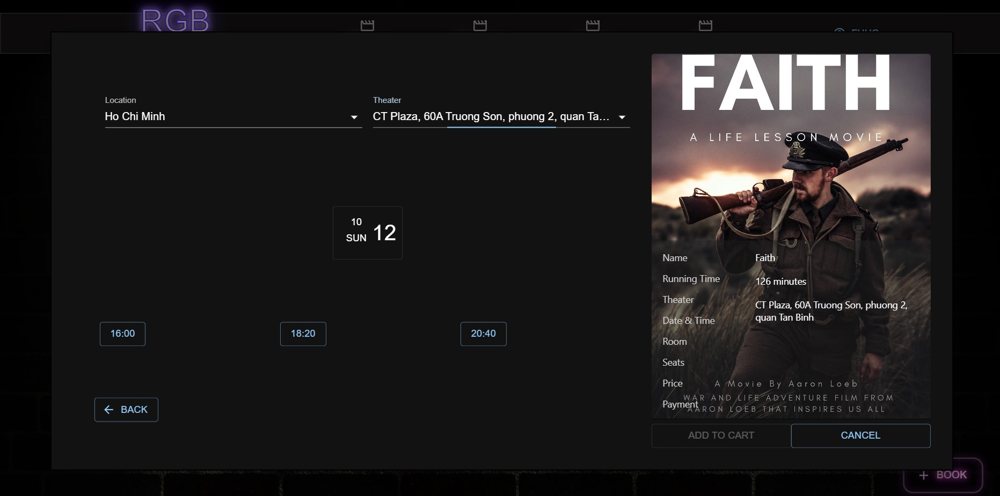 RGB
Location
Ho Chi Minh
Theater
CT Plaza, 60A Truong Son, phuong 2, quan Ta...
10
SUN
12
16:00
18:20
20:40
BACK
FAITH
A LIFE LESSON MOVIE
Name
Faith
Running Time
126 minutes
Theater
CT Plaza, 60A Truong Son, phuong 2,
quan Tan Binh
Date & Time
Room
Seats
Price
A Movie By Aaron Loeb
WAR AND LIFE ADVENTURE FILM FROM
Payment
AARON LOEB THAT INSPIRES US ALL
ADD TO CART
CANCEL
BOOK